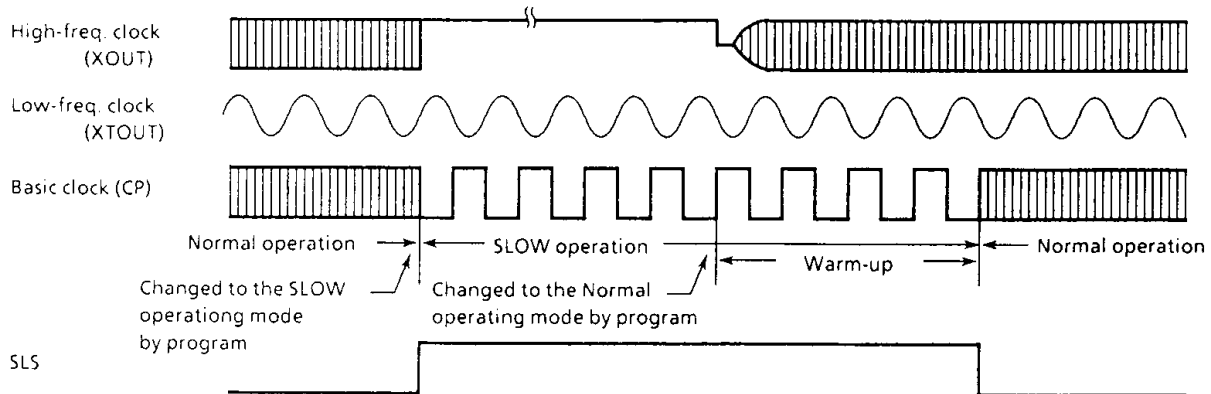 High-freq. clock
(XOUT)
Low-freq. clock
(XTOUT)
Basic clock (CP)
Normal operation
SLOW operation
Normal operation
Warm-up
Changed to the SLOW
operationg mode
by program
Changed to the Normal
operating mode by program
SLS